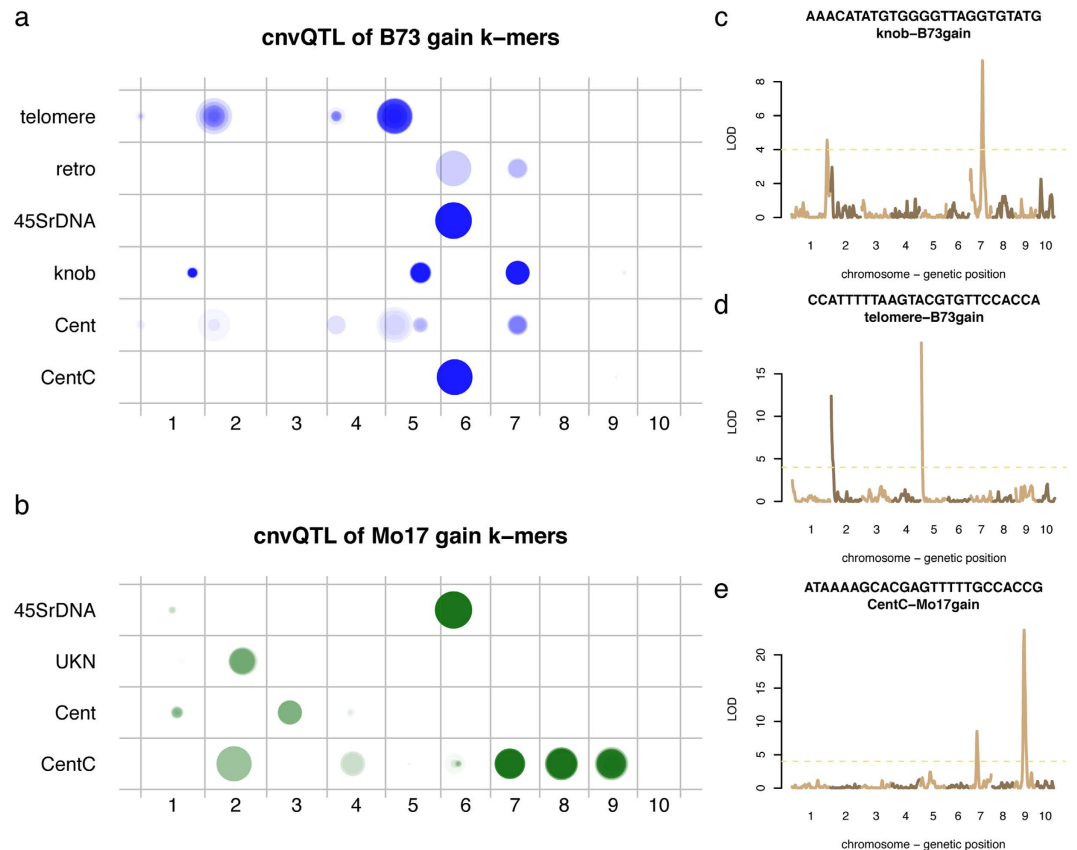 a
cnvQTL of B73 gain k−mers
telomere
retro
45SrDNA
knob
Cent
CentC
1 2 3 4 5 6 7 8 9 10
b
cnvQTL of Mo17 gain k−mers
45SrDNA
UKN
Cent
CentC
1 2 3 4 5 6 7 8 9 10
c
AAACATATGTGGGGTTAGGTGTATG
knob−B73gain
LOD
8
6
4
2
0
1 2 3 4 5 6 7 8 9 10
chromosome − genetic position
d
CCATTTTTAAGTACGTGTTCCACCA
telomere−B73gain
LOD
15
10
5
0
1 2 3 4 5 6 7 8 9 10
chromosome − genetic position
e
ATAAAAGCACGAGTTTTTGCCACCG
CentC−Mo17gain
LOD
20
15
10
5
0
1 2 3 4 5 6 7 8 9 10
chromosome − genetic position